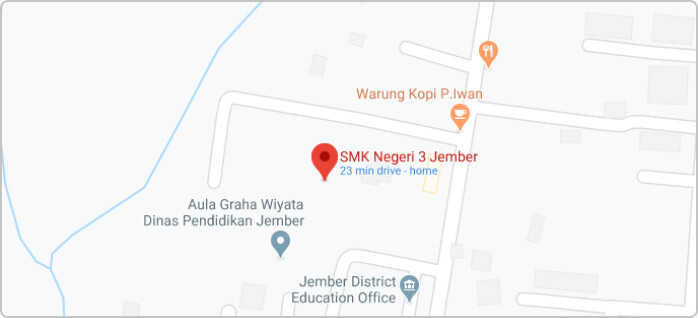 Warung Kopi P.Iwan
SMK Negeri 3 Jember
23 min drive - home
Aula Graha Wiyata
Dinas Pendidikan Jember
Jember District
Education Office